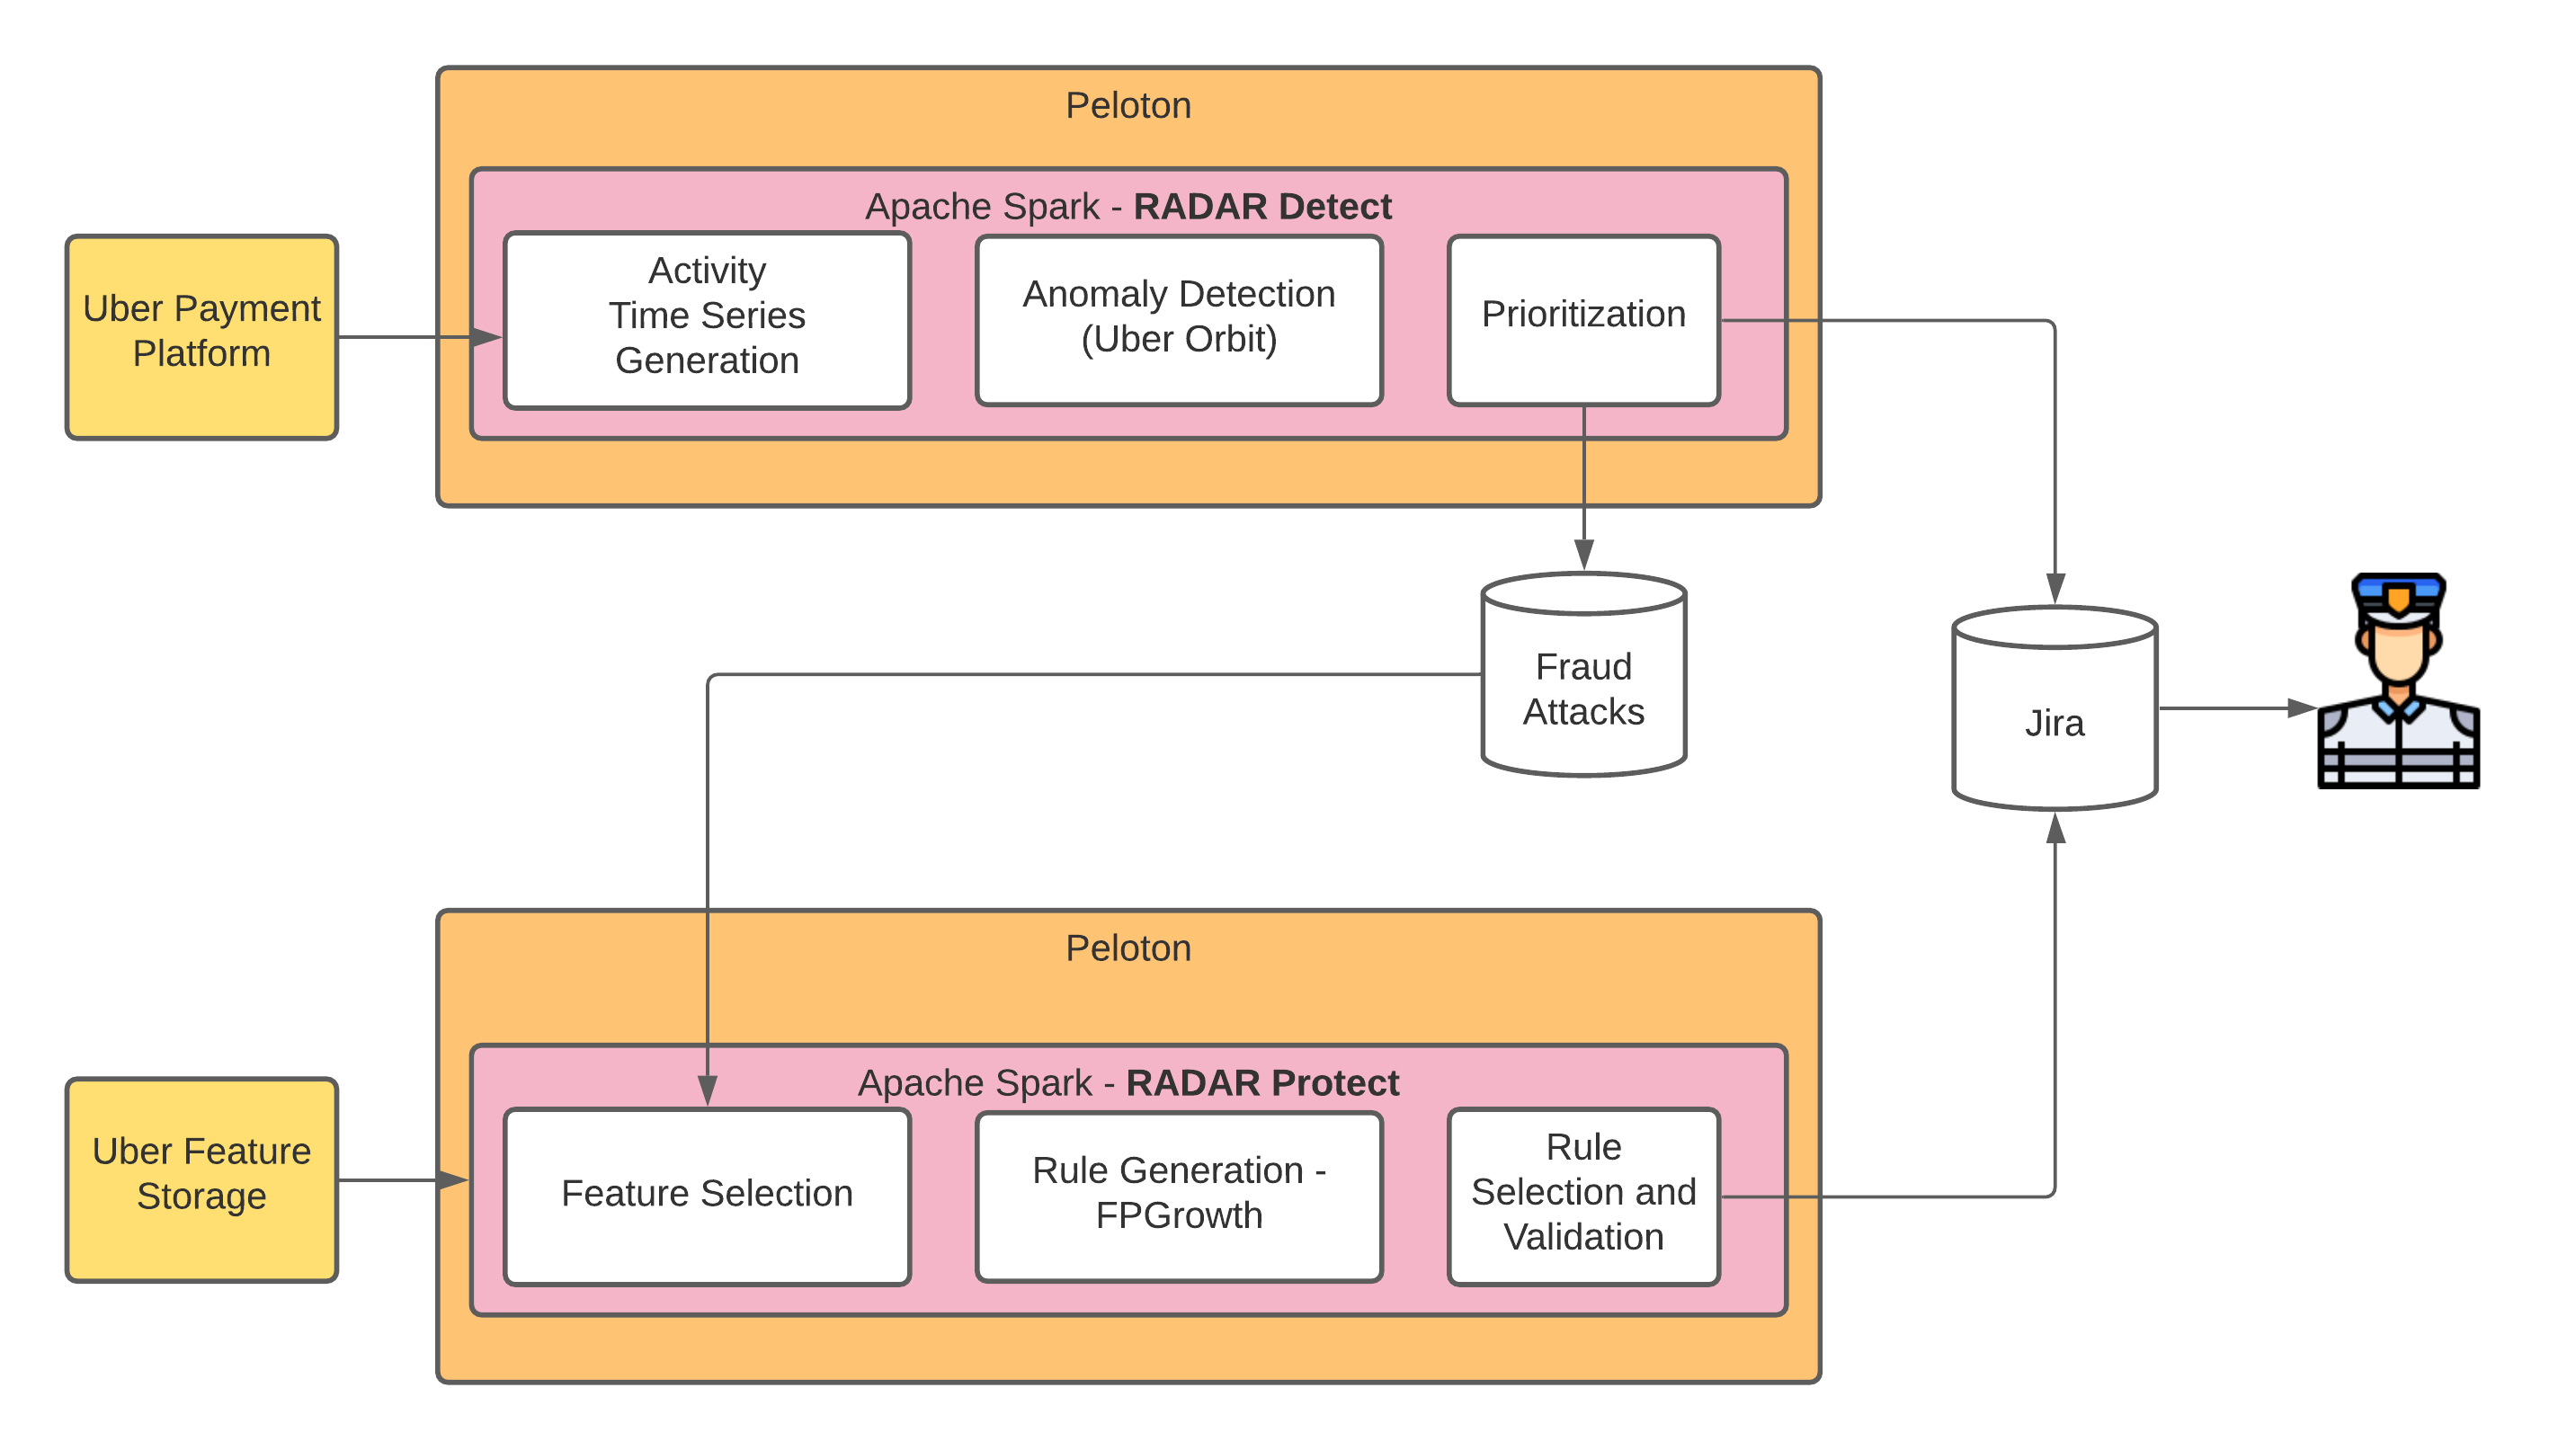 Peloton
Apache Spark - RADAR Detect
Uber Payment
Platform
Activity
Time Series
Generation
Anomaly Detection
(Uber Orbit)
Prioritization
Fraud
Attacks
Jira
Peloton
Apache Spark - RADAR Protect
Uber Feature
Storage
Feature Selection
Rule Generation -
FPGrowth
Rule
Selection and
Validation